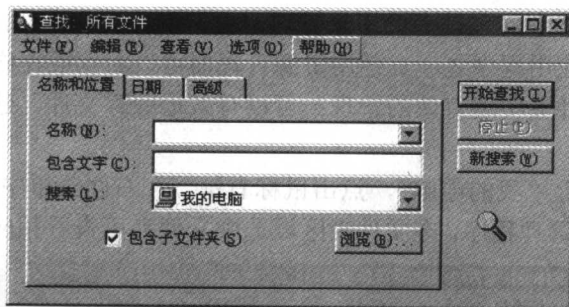 查找 所有文件
文件(F) 编辑(E) 查看(V) 选项(O) 帮助(H)
名称和位置 日期 高级
名称(N):
包含文字(C):
搜索(L): 我的电脑
包含子文件夹(S) 浏览(B)...
开始查找(I)
停止(P)
新搜索(W)